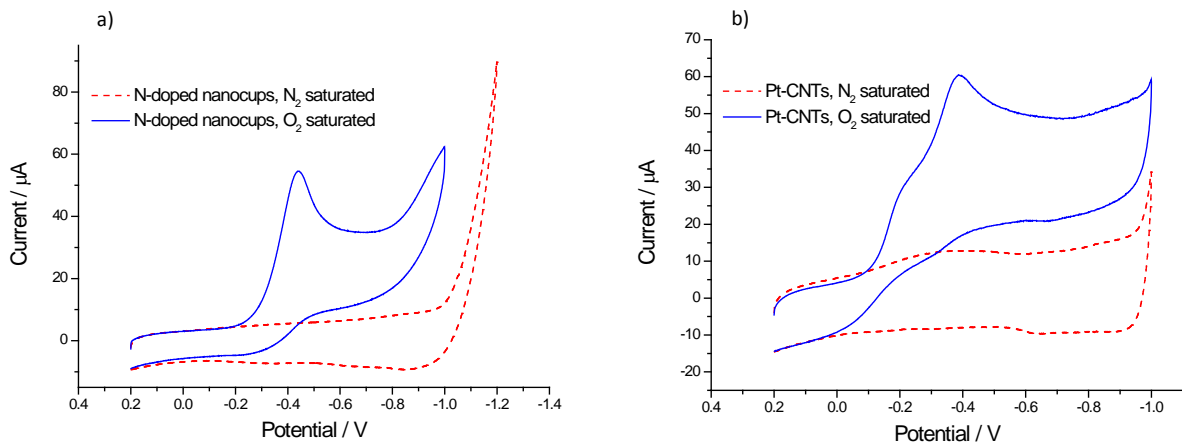 a)
N-doped nanocups, N₂ saturated
N-doped nanocups, O₂ saturated
80
60
40
20
0
Current / µA
0.4 0.2 0.0 -0.2 -0.4 -0.6 -0.8 -1.0 -1.2 -1.4
Potential / V
b)
Pt-CNTs, N₂ saturated
Pt-CNTs, O₂ saturated
70
60
50
40
30
20
10
0
-10
-20
Current / µA
0.4 0.2 0.0 -0.2 -0.4 -0.6 -0.8 -1.0
Potential / V